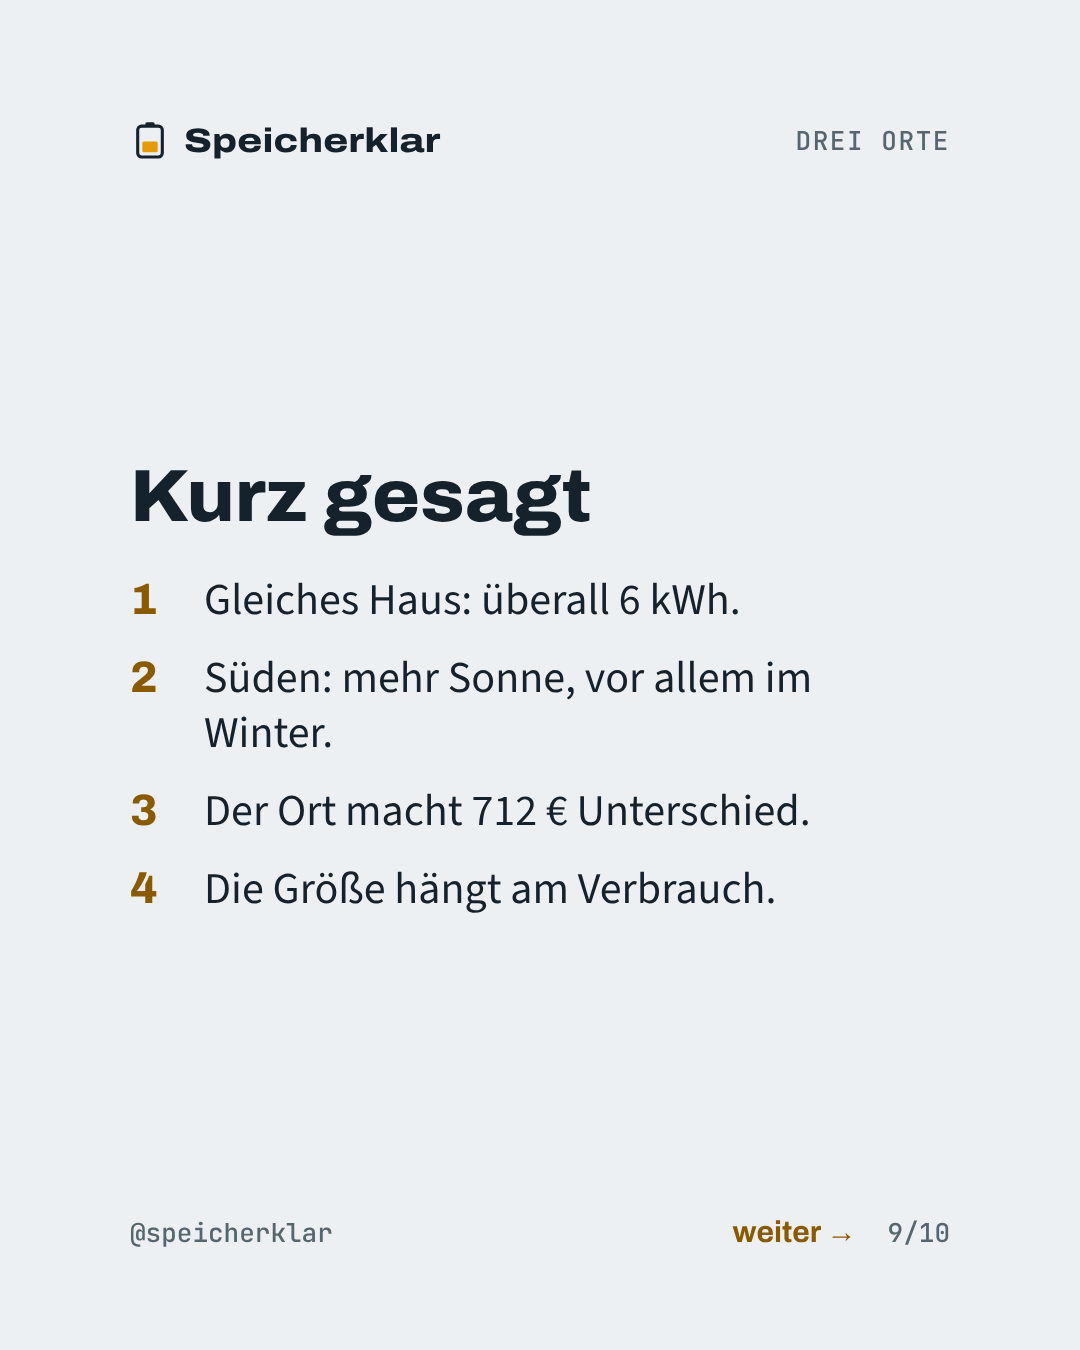 Speicherklar
DREI ORTE
Kurz gesagt
1 Gleiches Haus: überall 6 kWh.
2 Süden: mehr Sonne, vor allem im
Winter.
3 Der Ort macht 712 € Unterschied.
4 Die Größe hängt am Verbrauch.
@speicherklar
weiter → 9/10